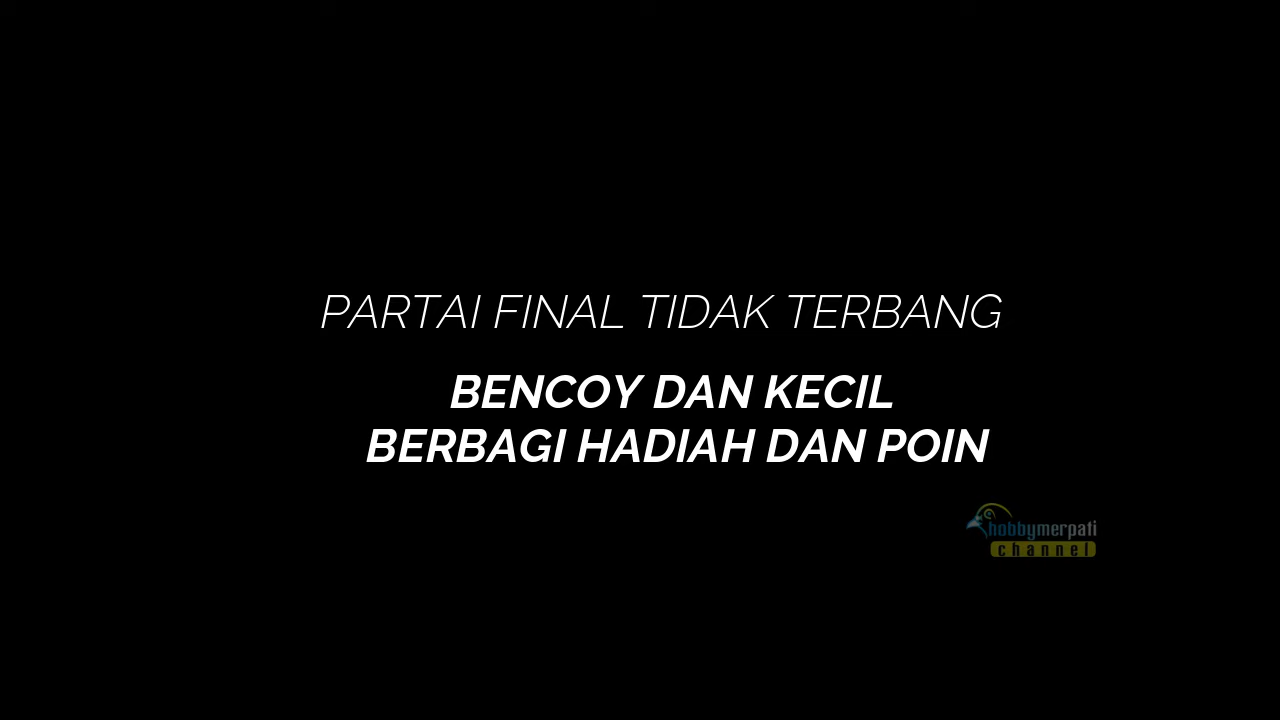 PARTAI FINAL TIDAK TERBANG
BENCOY DAN KECIL
BERBAGI HADIAH DAN POIN
hobbymerpati
channel